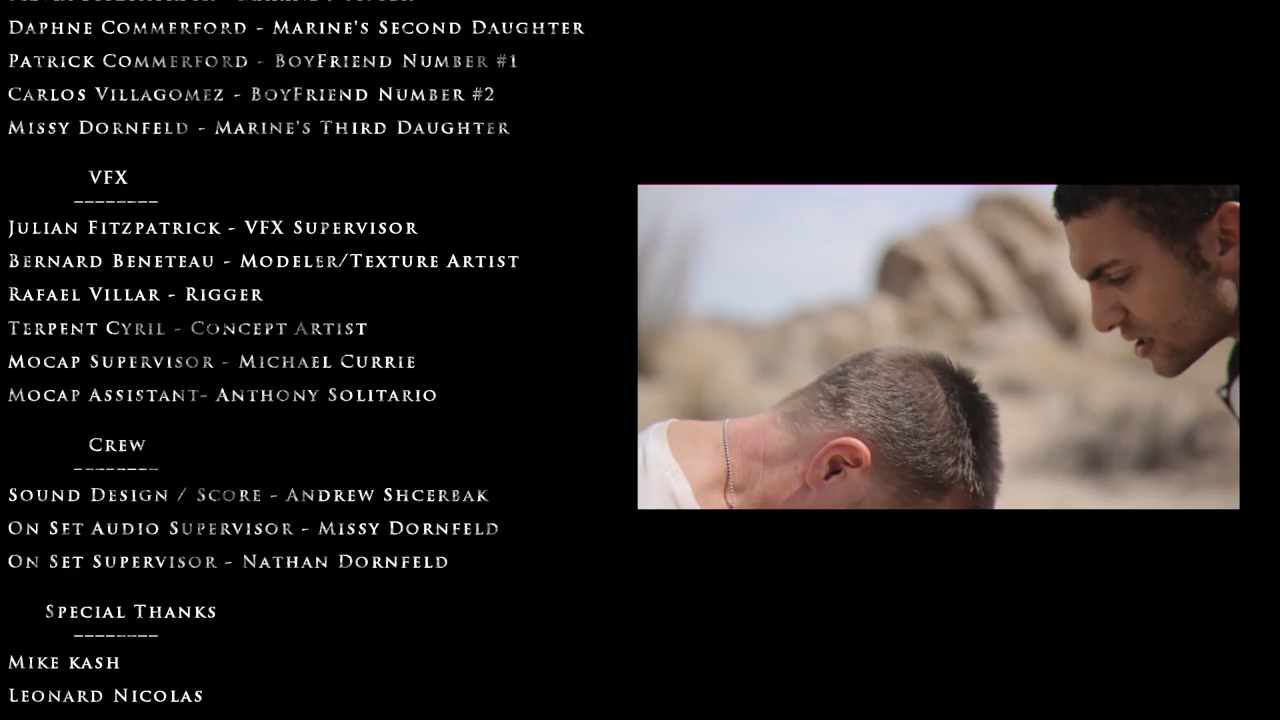 Daphne Commerford - Marine's Second Daughter
Patrick Commerford - BoyFriend Number #1
Carlos Villagomez - BoyFriend Number #2
Missy Dornfeld - Marine's Third Daughter
VFX
--------
Julian Fitzpatrick - VFX Supervisor
Bernard Beneteau - Modeler/Texture Artist
Rafael Villar - Rigger
Terpent Cyril - Concept Artist
Mocap Supervisor - Michael Currie
Mocap Assistant- Anthony Solitario
Crew
--------
Sound Design / Score - Andrew Shcerbak
On Set Audio Supervisor - Missy Dornfeld
On Set Supervisor - Nathan Dornfeld
Special Thanks
--------
Mike kash
Leonard Nicolas